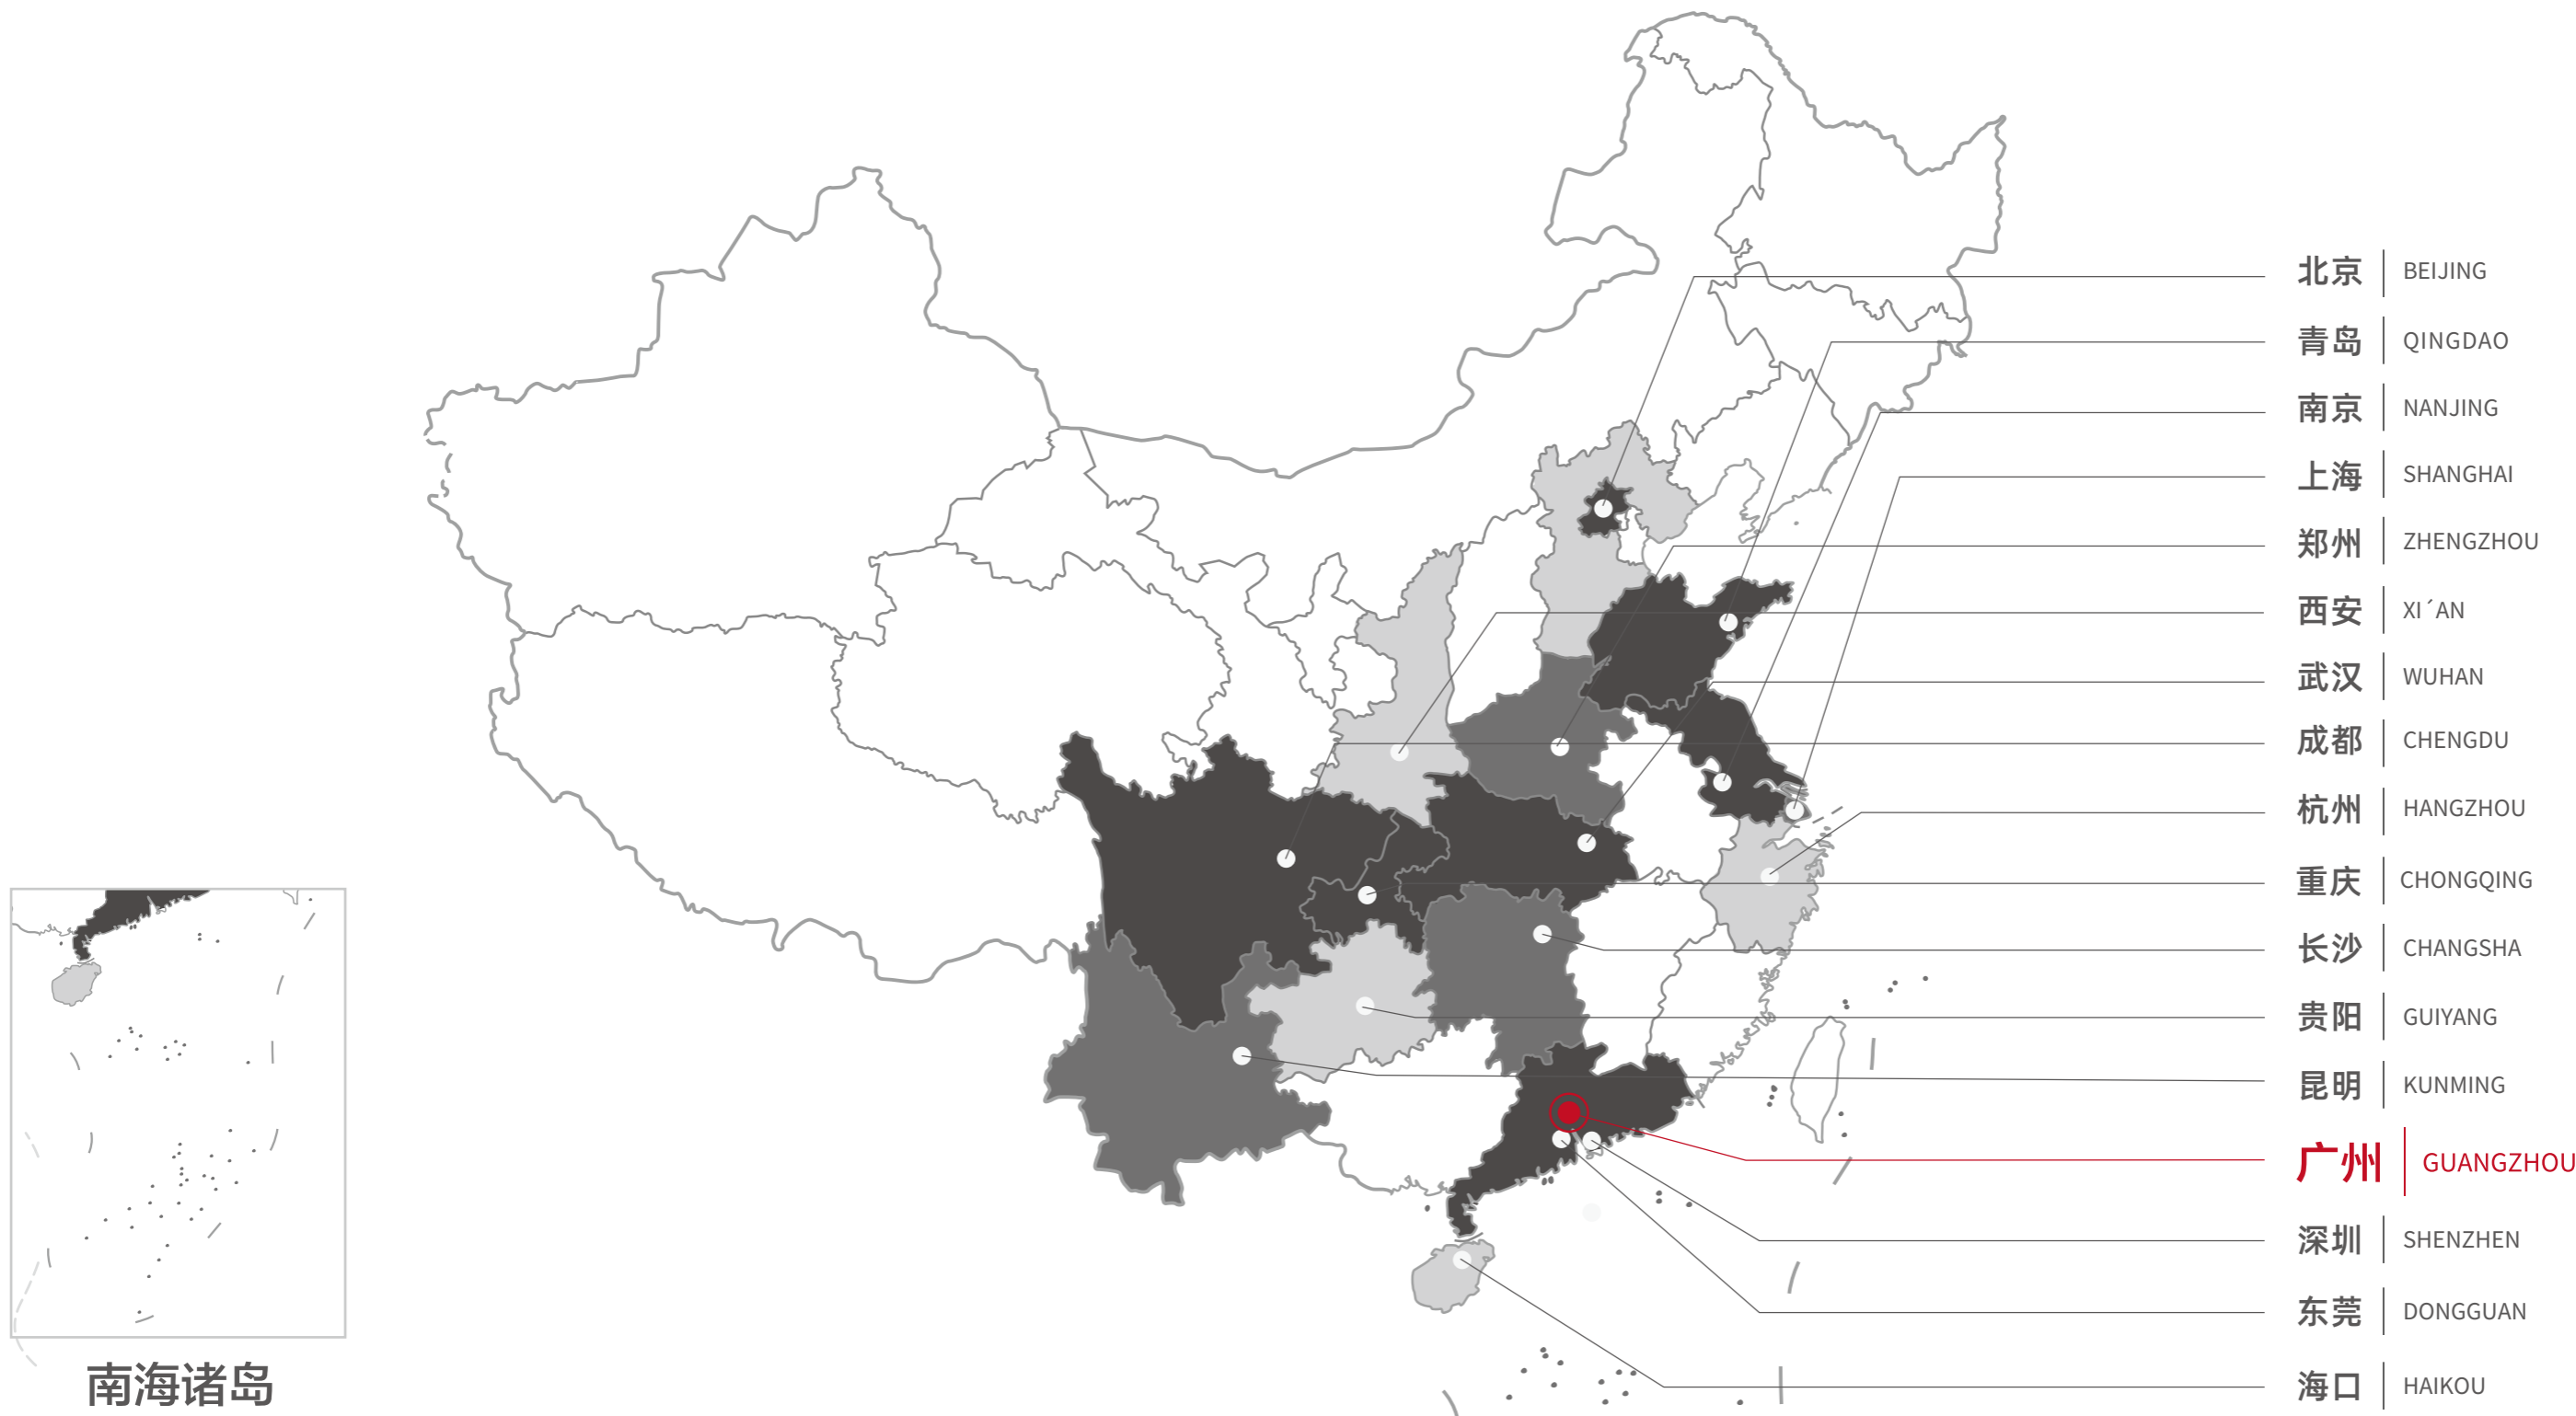 北京 BEIJING
青岛 QINGDAO
南京 NANJING
上海 SHANGHAI
郑州 ZHENGZHOU
西安 XI´AN
武汉 WUHAN
成都 CHENGDU
杭州 HANGZHOU
重庆 CHONGQING
长沙 CHANGSHA
贵阳 GUIYANG
昆明 KUNMING
广州 GUANGZHOU
深圳 SHENZHEN
东莞 DONGGUAN
海口 HAIKOU
南海诸岛